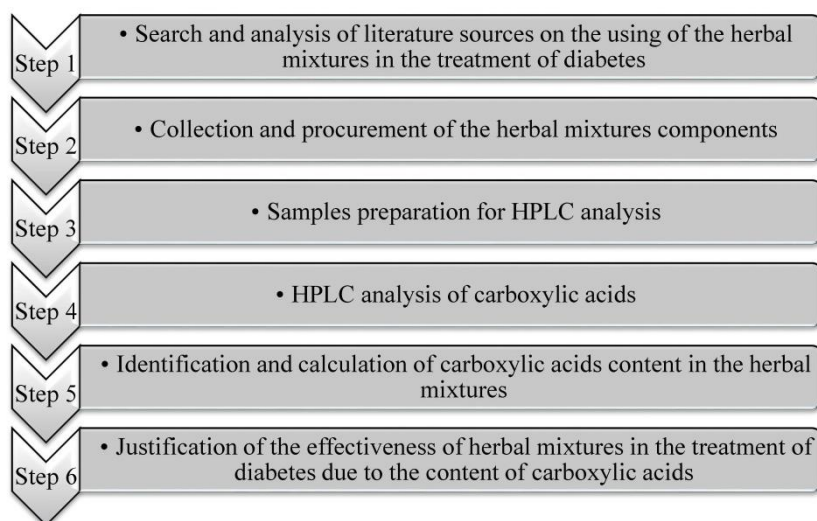 Step 1
• Search and analysis of literature sources on the using of the herbal
mixtures in the treatment of diabetes
Step 2
• Collection and procurement of the herbal mixtures components
Step 3
• Samples preparation for HPLC analysis
Step 4
• HPLC analysis of carboxylic acids
Step 5
• Identification and calculation of carboxylic acids content in the herbal
mixtures
Step 6
• Justification of the effectiveness of herbal mixtures in the treatment of
diabetes due to the content of carboxylic acids